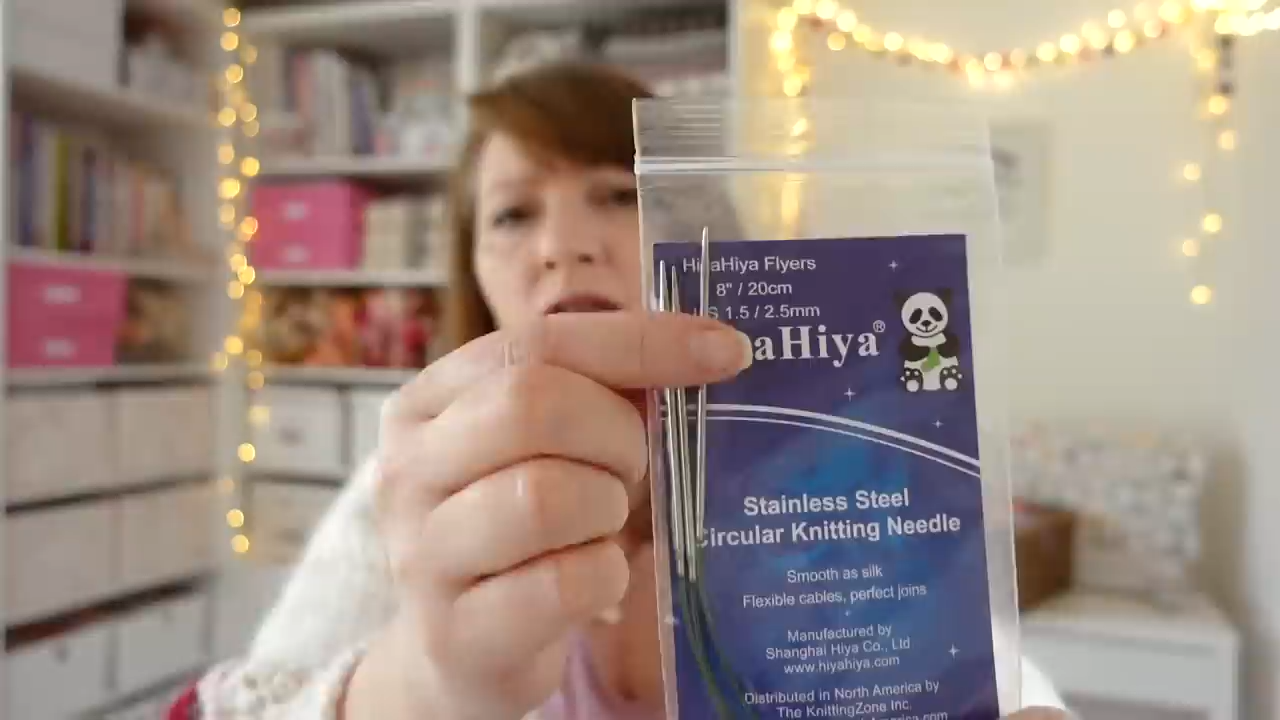 HiyaHiya Flyers
8" / 20cm
US 1.5 / 2.5mm
aHiya®
Stainless Steel
Circular Knitting Needle
Smooth as silk
Flexible cables, perfect joins
Manufactured by
Shanghai Hiya Co., Ltd
www.hiyahiya.com
Distributed in North America by
The KnittingZone Inc.